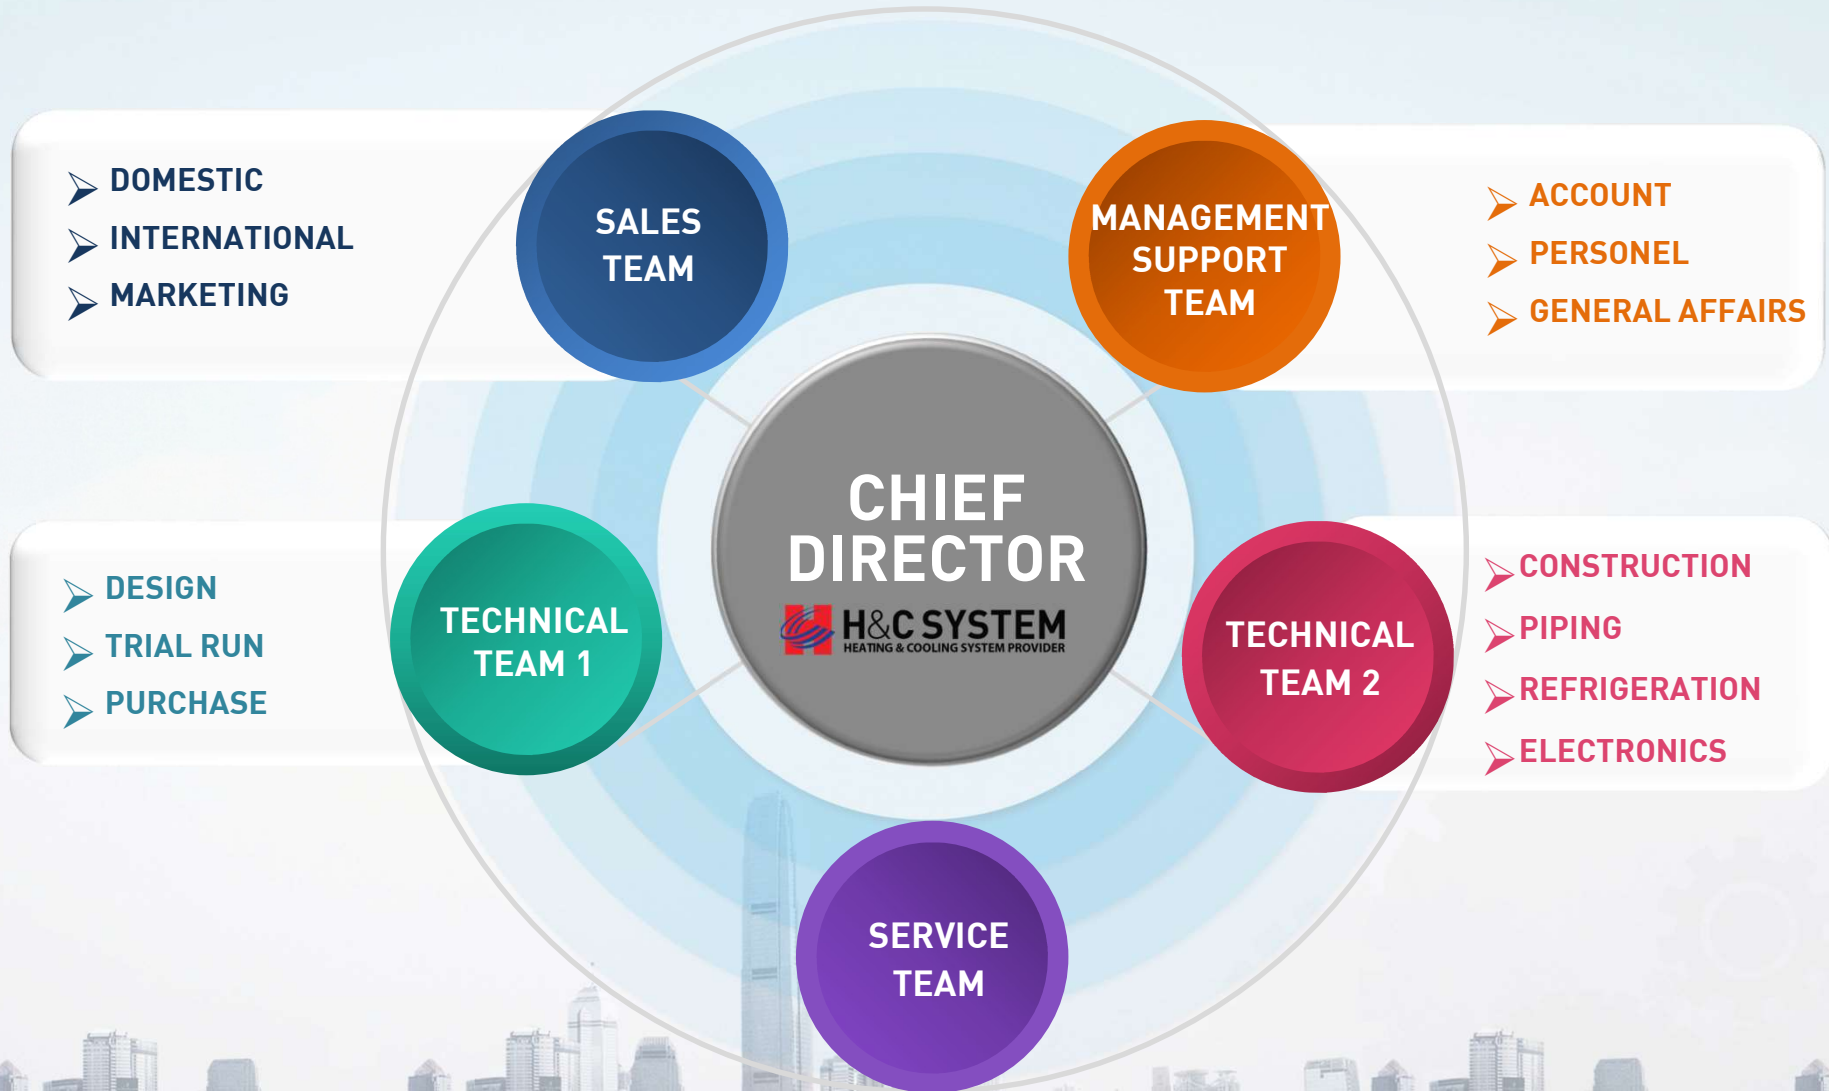 DOMESTIC
INTERNATIONAL
MARKETING
SALES
TEAM
MANAGEMENT
SUPPORT
TEAM
ACCOUNT
PERSONEL
GENERAL AFFAIRS
CHIEF
DIRECTOR
H&C SYSTEM
HEATING & COOLING SYSTEM PROVIDER
DESIGN
TRIAL RUN
PURCHASE
TECHNICAL
TEAM 1
TECHNICAL
TEAM 2
CONSTRUCTION
PIPING
REFRIGERATION
ELECTRONICS
SERVICE
TEAM